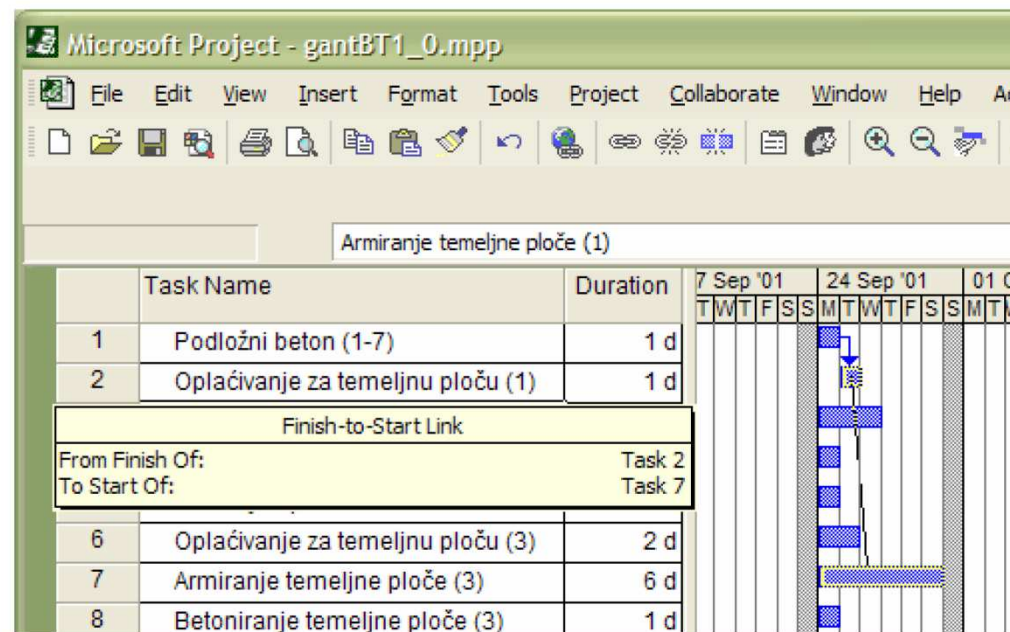 Microsoft Project - gantBT1_0.mpp
File Edit View Insert Format Tools Project Collaborate Window Help
Armiranje temeljne ploče (1)
Task Name Duration 7 Sep '01 24 Sep '01 01
T W T F S S M T W T F S S M T
1 Podložni beton (1-7) 1 d
2 Oplaćivanje za temeljnu ploču (1) 1 d
Finish-to-Start Link
From Finish Of: Task 2
To Start Of: Task 7
6 Oplaćivanje za temeljnu ploču (3) 2 d
7 Armiranje temeljne ploče (3) 6 d
8 Betoniranje temeljne ploče (3) 1 d